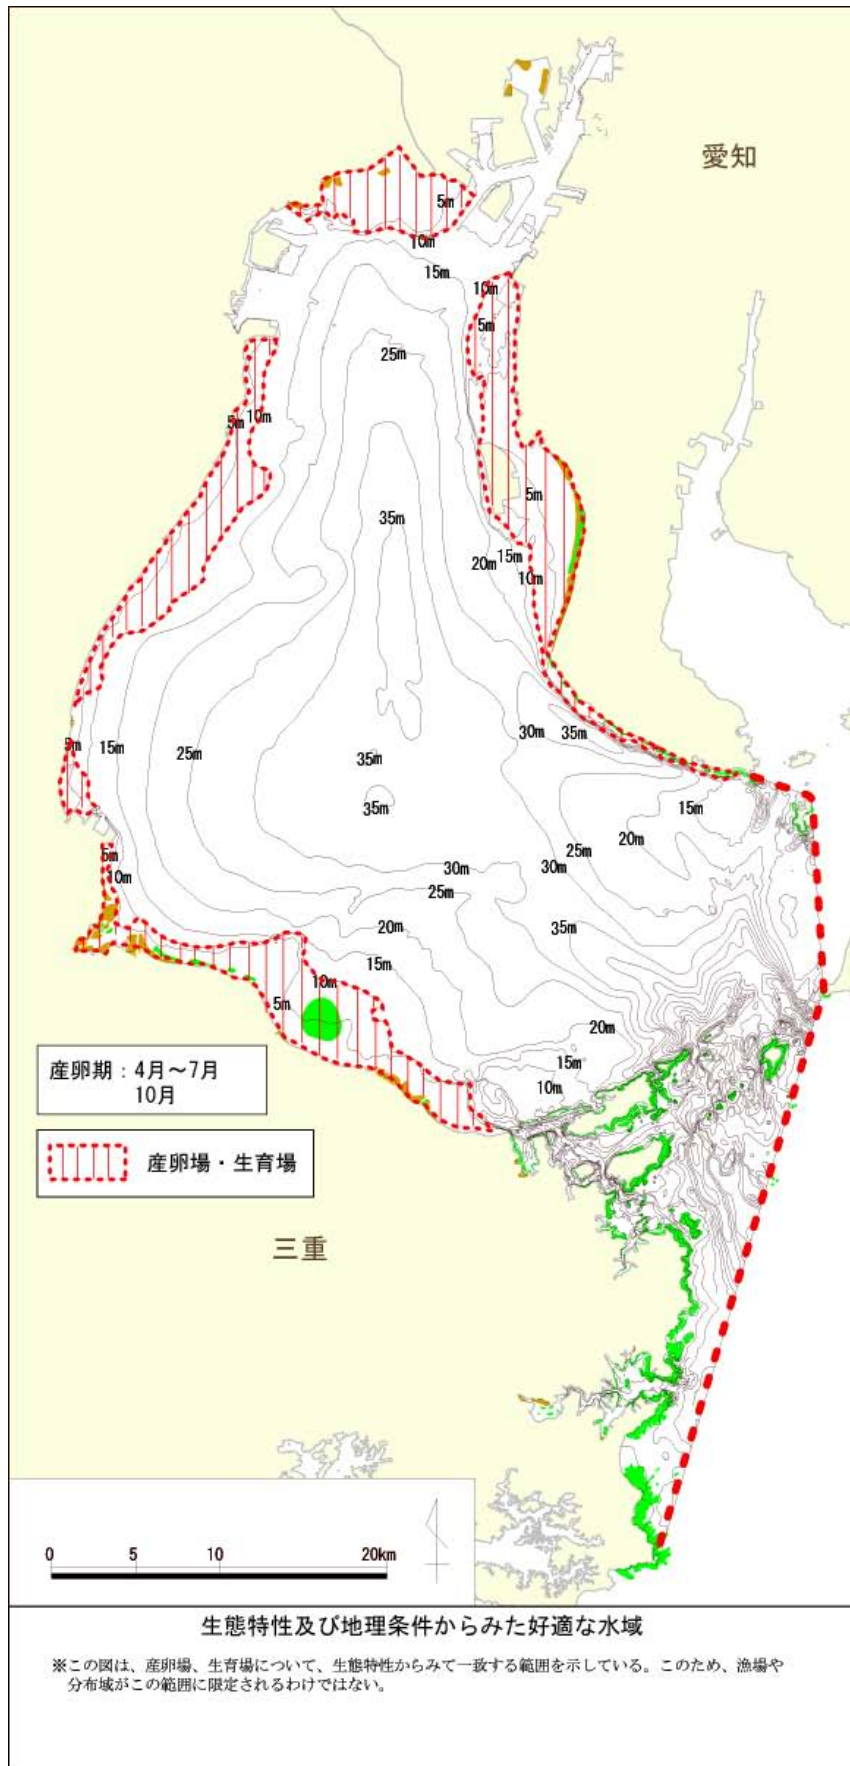 愛知
5m
10m
15m
10m
5m
25m
5m
10m
5m
35m
15m
20m
10m
30m
35m
5m
15m
25m
35m
35m
15m
20m
25m
5m
10m
30m
30m
25m
20m
35m
15m
10m
5m
20m
15m
10m
産卵期：4月～7月
10月
産卵場・生育場
三重
0 5 10 20km
生態特性及び地理条件からみた好適な水域
※この図は、産卵場、生育場について、生態特性からみて一致する範囲を示している。このため、漁場や
分布域がこの範囲に限定されるわけではない。